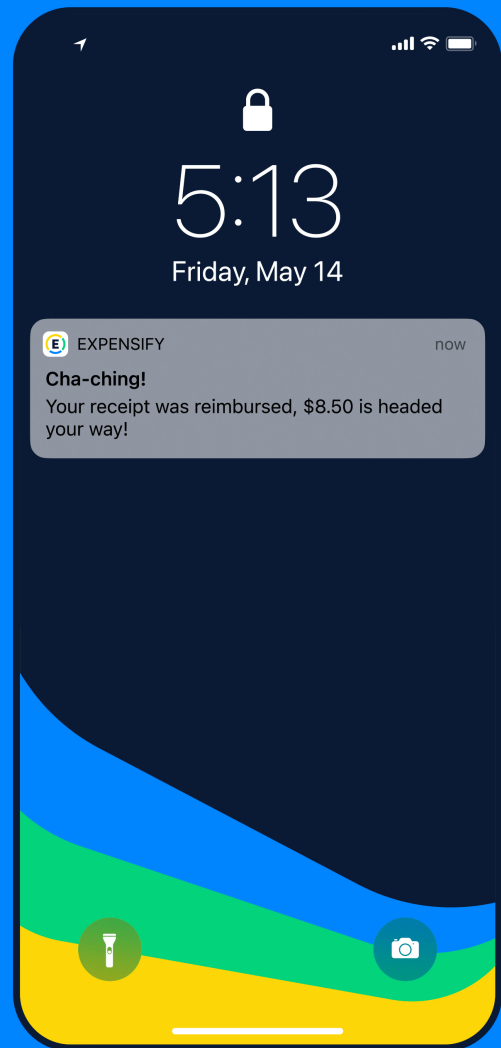 5:13
Friday, May 14
E EXPENSIFY now
Cha-ching!
Your receipt was reimbursed, $8.50 is headed
your way!